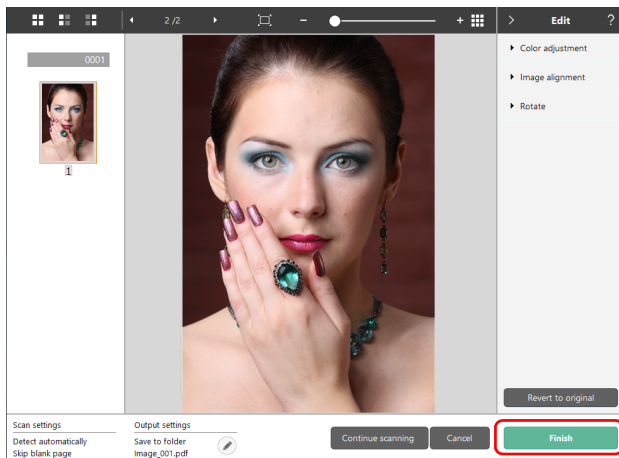 2 /2
− +
> Edit ?
0001
1
Color adjustment
Image alignment
Rotate
Revert to original
Scan settings
Detect automatically
Skip blank page
Output settings
Save to folder
Image_001.pdf
Continue scanning
Cancel
Finish